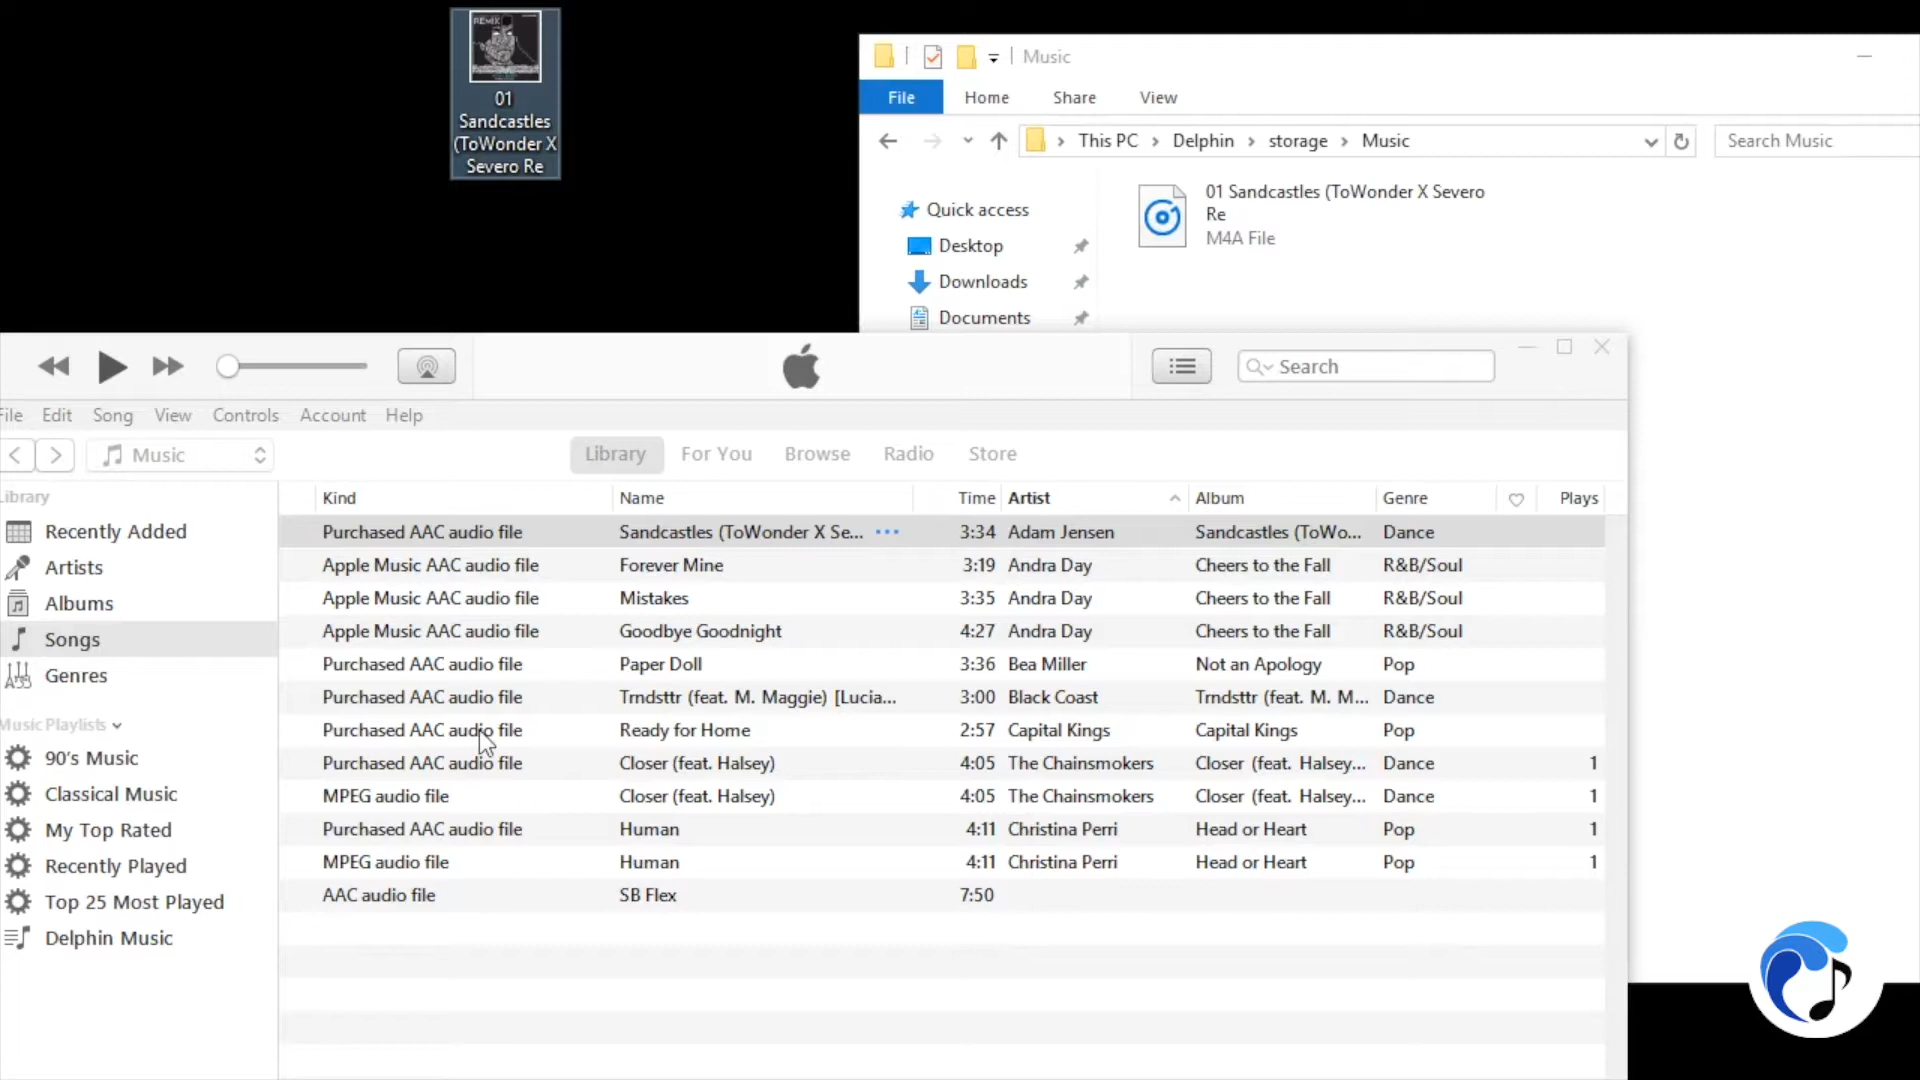 REMIX
01
Sandcastles
(ToWonder X
Severo Re
Music
File Home Share View
This PC Delphin storage Music Search Music
Quick access
Desktop
Downloads
Documents
01 Sandcastles (ToWonder X Severo
Re
M4A File
Search
File Edit Song View Controls Account Help
Music Library For You Browse Radio Store
Library
Recently Added
Artists
Albums
Songs
Genres
Music Playlists
90's Music
Classical Music
My Top Rated
Recently Played
Top 25 Most Played
Delphin Music
Kind Name Time Artist Album Genre Plays
Purchased AAC audio file Sandcastles (ToWonder X Se... ••• 3:34 Adam Jensen Sandcastles (ToWo... Dance
Apple Music AAC audio file Forever Mine 3:19 Andra Day Cheers to the Fall R&B/Soul
Apple Music AAC audio file Mistakes 3:35 Andra Day Cheers to the Fall R&B/Soul
Apple Music AAC audio file Goodbye Goodnight 4:27 Andra Day Cheers to the Fall R&B/Soul
Purchased AAC audio file Paper Doll 3:36 Bea Miller Not an Apology Pop
Purchased AAC audio file Trndsttr (feat. M. Maggie) [Lucia... 3:00 Black Coast Trndsttr (feat. M. M... Dance
Purchased AAC audio file Ready for Home 2:57 Capital Kings Capital Kings Pop
Purchased AAC audio file Closer (feat. Halsey) 4:05 The Chainsmokers Closer (feat. Halsey... Dance 1
MPEG audio file Closer (feat. Halsey) 4:05 The Chainsmokers Closer (feat. Halsey... Dance 1
Purchased AAC audio file Human 4:11 Christina Perri Head or Heart Pop 1
MPEG audio file Human 4:11 Christina Perri Head or Heart Pop 1
AAC audio file SB Flex 7:50